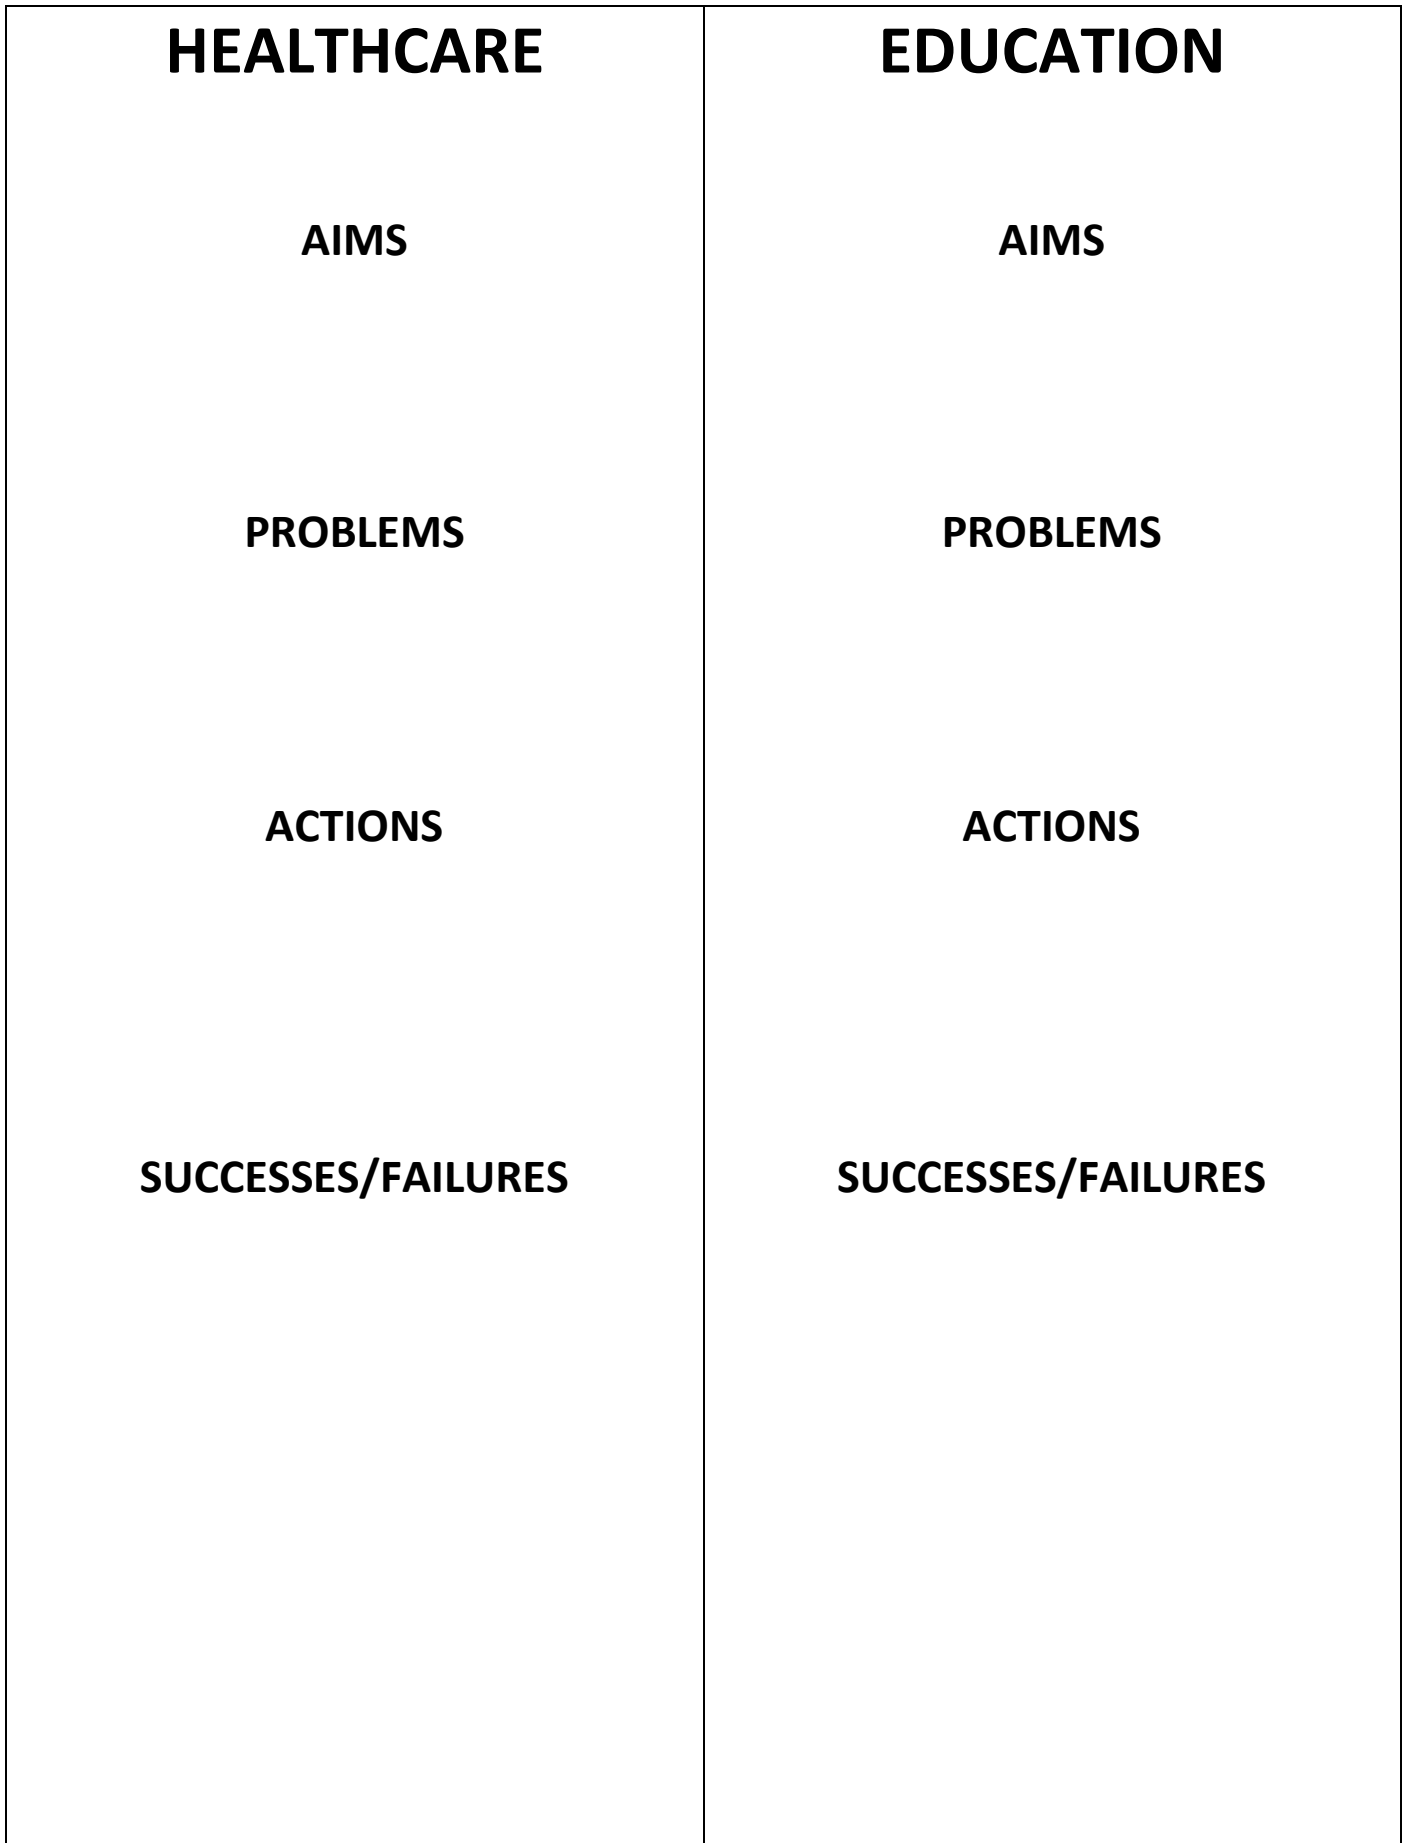 HEALTHCARE
AIMS
PROBLEMS
ACTIONS
SUCCESSES/FAILURES
EDUCATION
AIMS
PROBLEMS
ACTIONS
SUCCESSES/FAILURES